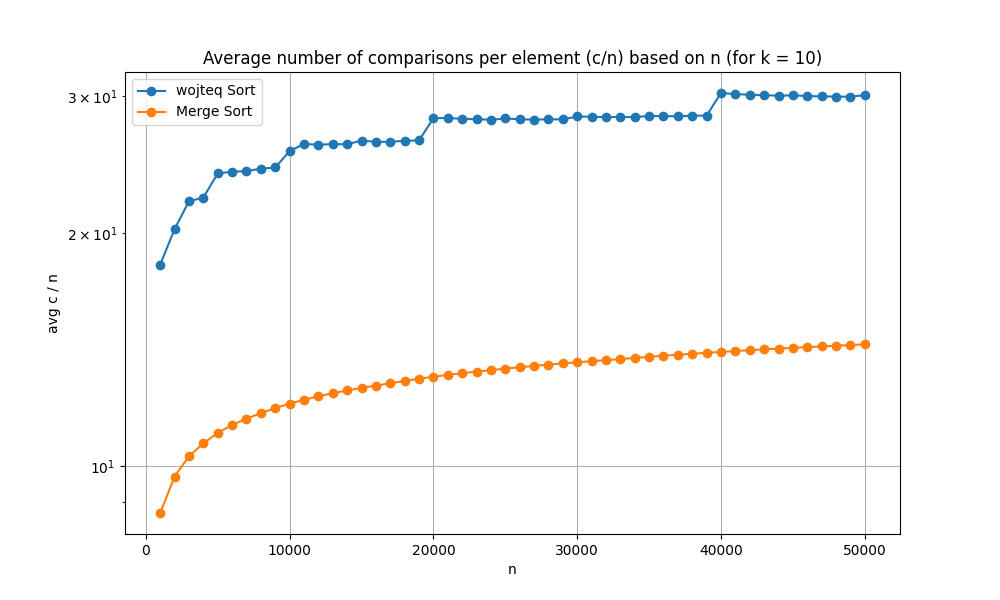 Average number of comparisons per element (c/n) based on n (for k = 10)
wojteq Sort
Merge Sort
3 × 10¹
2 × 10¹
10¹
avg c / n
0 10000 20000 30000 40000 50000
n